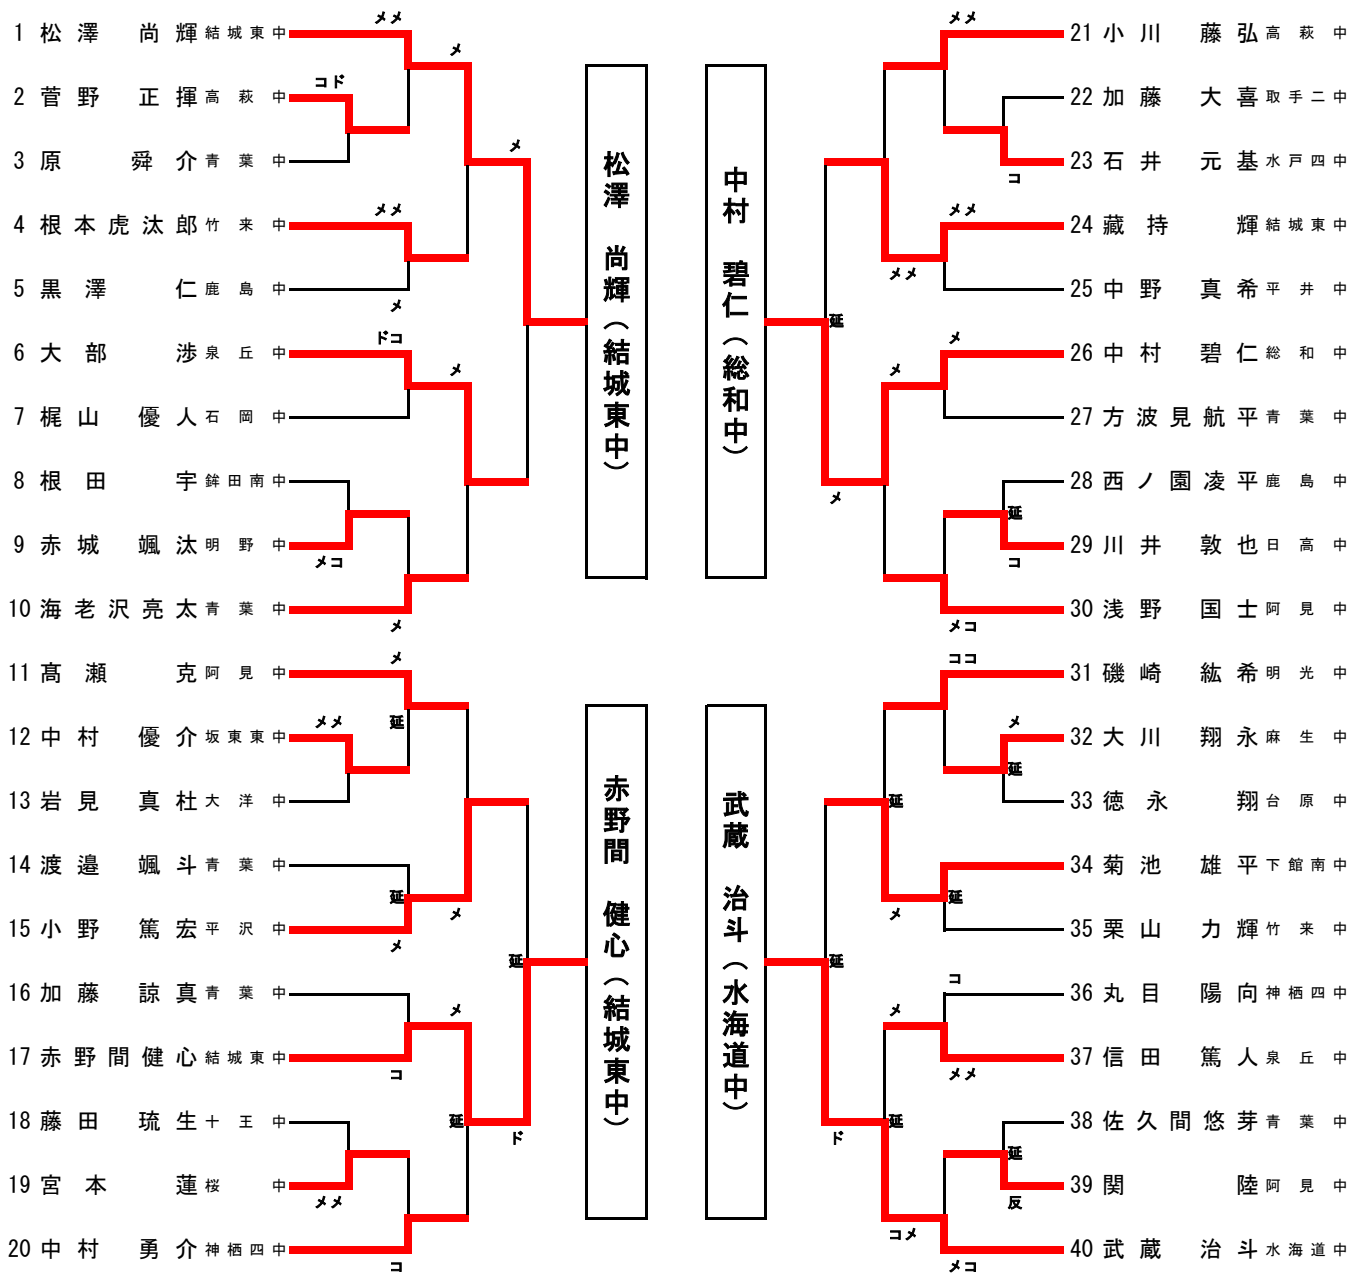 メメ
1 松澤 尚輝 結城東中
メ
コド
2 菅野 正揮 高萩中
メ
3 原 舜介 青葉中
メメ
4 根本虎汰郎 竹来中
5 黒澤 仁 鹿島中
メ
ドコ
6 大部 渉 泉丘中
メ
7 梶山 優人 石岡中
8 根田 宇 鉾田南中
9 赤城 颯汰 明野中
メコ
10 海老沢亮太 青葉中
メ
松澤 尚輝(結城東中)
メ
11 髙瀬 克 阿見中
メメ
延
12 中村 優介 坂東東中
13 岩見 真杜 大洋中
14 渡邉 颯斗 青葉中
延
メ
15 小野 篤宏 平沢中
メ
延
16 加藤 諒真 青葉中
メ
17 赤野間健心 結城東中
コ
18 藤田 琉生 十王中
延
ド
19 宮本 蓮 桜中
メメ
20 中村 勇介 神栖四中
コ
赤野間 健心(結城東中)
メメ
21 小川 藤弘 高萩中
22 加藤 大喜 取手二中
23 石井 元基 水戸四中
コ
メメ
24 藏持 輝 結城東中
メメ
25 中野 真希 平井中
延
メ
26 中村 碧仁 総和中
メ
27 方波見航平 青葉中
28 西ノ園凌平 鹿島中
メ
延
29 川井 敦也 日高中
コ
30 浅野 国士 阿見中
メコ
中村 碧仁(総和中)
ココ
31 磯崎 紘希 明光中
メ
32 大川 翔永 麻生中
延
33 徳永 翔 台原中
延
34 菊池 雄平 下館南中
延
メ
35 栗山 力輝 竹来中
延
コ
36 丸目 陽向 神栖四中
メ
37 信田 篤人 泉丘中
メメ
38 佐久間悠芽 青葉中
延
ド
延
39 関 陸 阿見中
反
コメ
40 武蔵 治斗 水海道中
メコ
武蔵 治斗(水海道中)